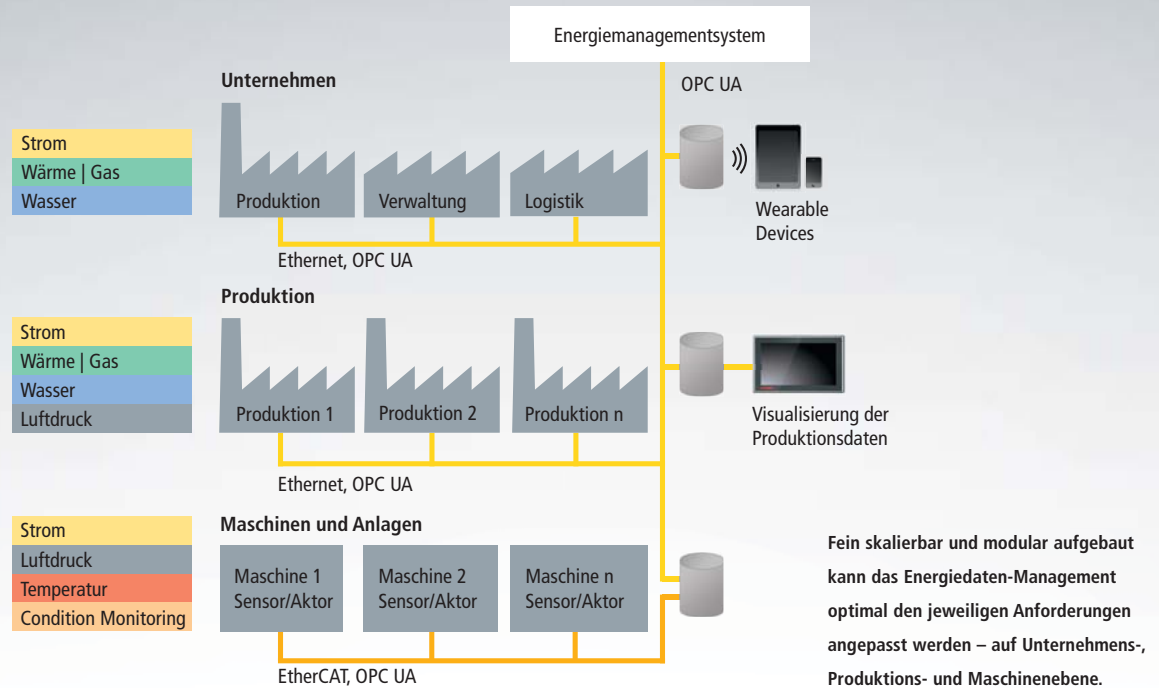 Energiemanagementsystem
OPC UA
Unternehmen
Strom
Wärme | Gas
Wasser
Produktion
Verwaltung
Logistik
Wearable
Devices
Ethernet, OPC UA
Produktion
Strom
Wärme | Gas
Wasser
Luftdruck
Produktion 1
Produktion 2
Produktion n
Visualisierung der
Produktionsdaten
Ethernet, OPC UA
Maschinen und Anlagen
Strom
Luftdruck
Temperatur
Condition Monitoring
Maschine 1
Sensor/Aktor
Maschine 2
Sensor/Aktor
Maschine n
Sensor/Aktor
EtherCAT, OPC UA
Fein skalierbar und modular aufgebaut
kann das Energiedaten-Management
optimal den jeweiligen Anforderungen
angepasst werden – auf Unternehmens-,
Produktions- und Maschinenebene.